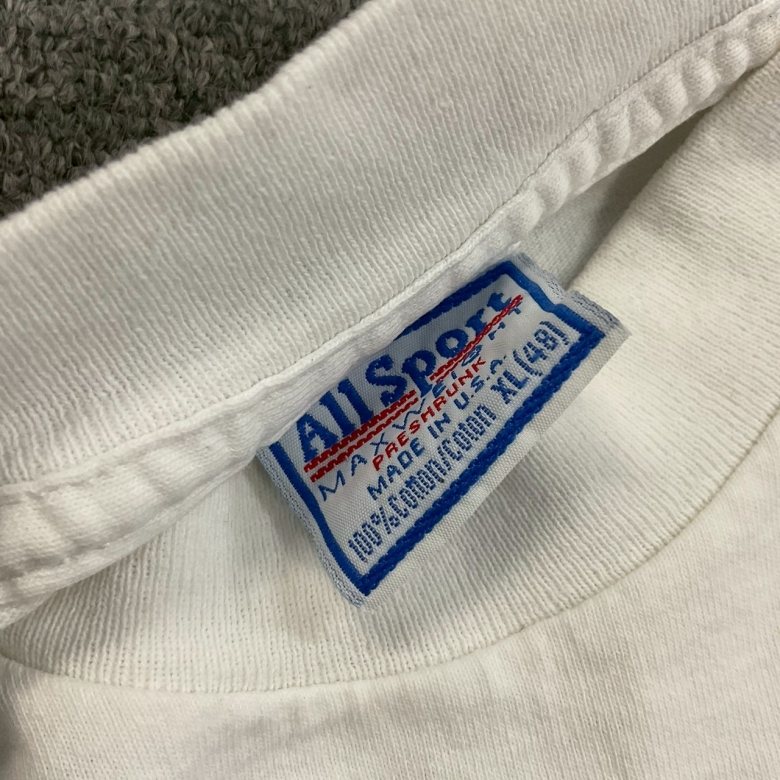 All Sport
MAXWEIGHT
PRESHRUNK
MADE IN U.S.A.
100% Cotton/Coton XL(48)